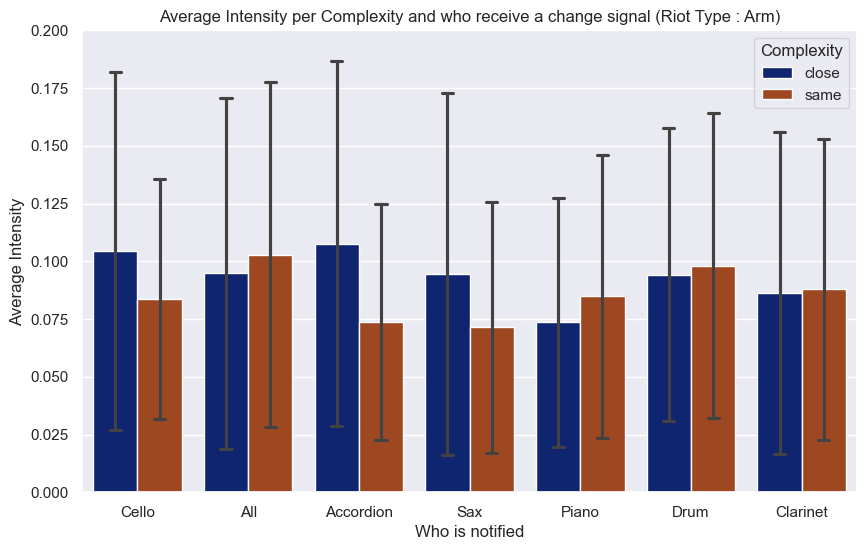 Average Intensity per Complexity and who receive a change signal (Riot Type : Arm)
Complexity
close
same
Average Intensity
0.200
0.175
0.150
0.125
0.100
0.075
0.050
0.025
0.000
Cello All Accordion Sax Piano Drum Clarinet
Who is notified